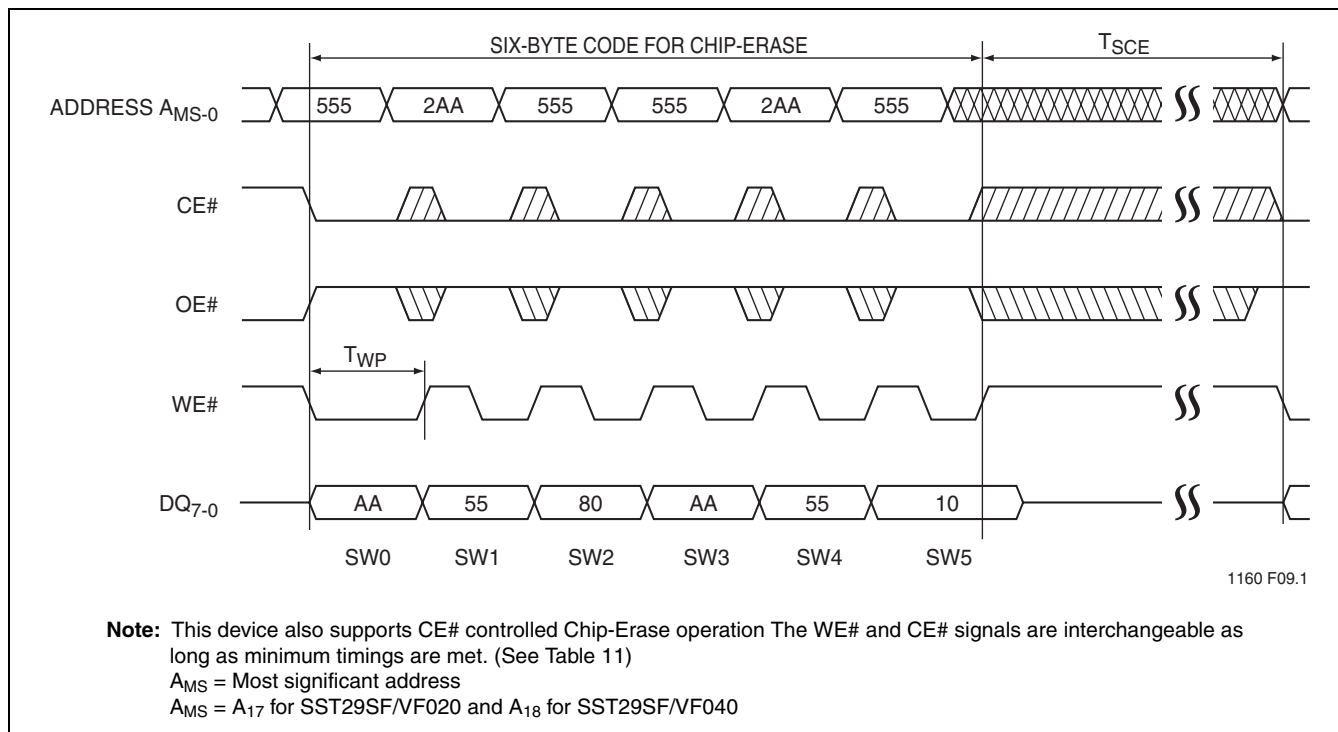 SIX-BYTE CODE FOR CHIP-ERASE
TSCE
ADDRESS AMS-0
555 2AA 555 555 2AA 555
CE#
OE#
TWP
WE#
DQ7-0
AA 55 80 AA 55 10
SW0 SW1 SW2 SW3 SW4 SW5
1160 F09.1
Note: This device also supports CE# controlled Chip-Erase operation The WE# and CE# signals are interchangeable as
long as minimum timings are met. (See Table 11)
AMS = Most significant address
AMS = A17 for SST29SF/VF020 and A18 for SST29SF/VF040